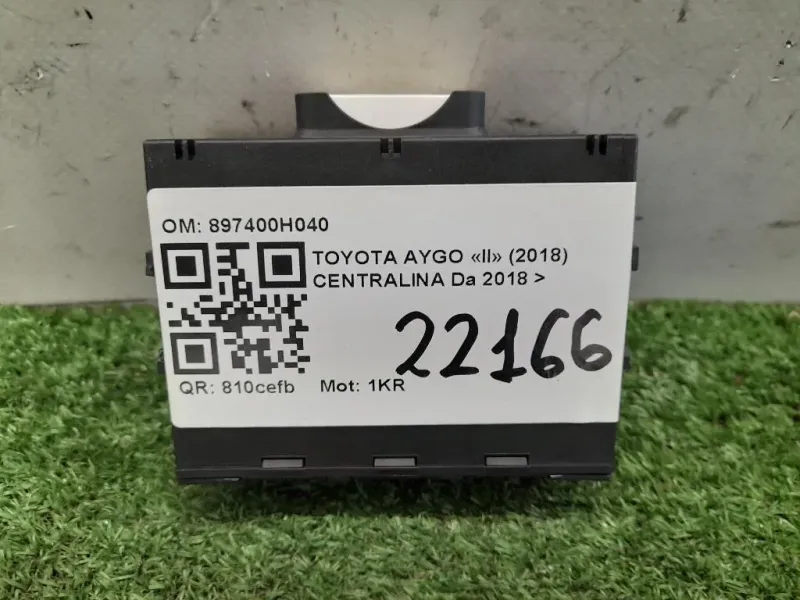 OM: 897400H040
TOYOTA AYGO «II» (2018)
CENTRALINA Da 2018 >
22166
QR: 810cefb Mot: 1KR